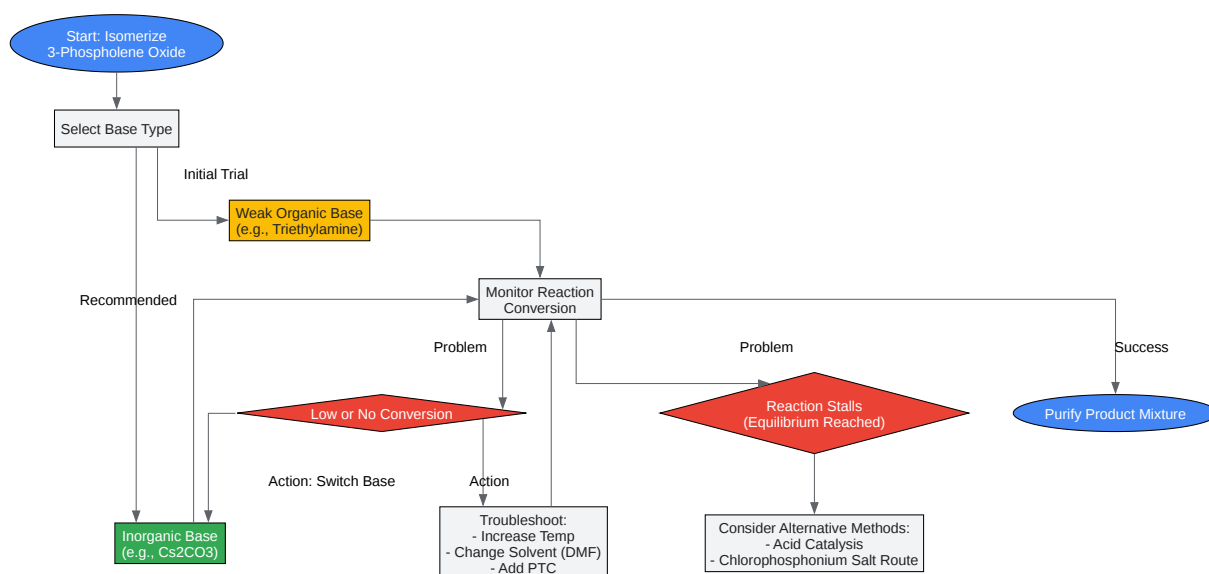 Start: Isomerize
3-Phospholene Oxide
Select Base Type
Initial Trial
Weak Organic Base
(e.g., Triethylamine)
Recommended
Monitor Reaction
Conversion
Problem
Problem
Success
Low or No Conversion
Reaction Stalls
(Equilibrium Reached)
Purify Product Mixture
Action: Switch Base
Action
Inorganic Base
(e.g., Cs2CO3)
Troubleshoot:
- Increase Temp
- Change Solvent (DMF)
- Add PTC
Consider Alternative Methods:
- Acid Catalysis
- Chlorophosphonium Salt Route